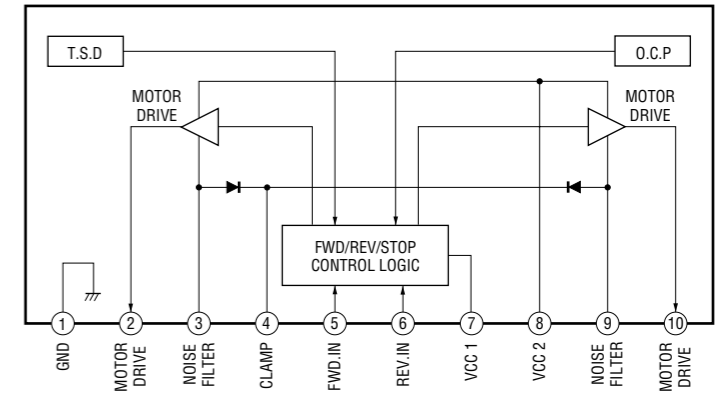 T.S.D
O.C.P
MOTOR
DRIVE
MOTOR
DRIVE
FWD/REV/STOP
CONTROL LOGIC
1
2
3
4
5
6
7
8
9
10
GND
MOTOR
DRIVE
NOISE
FILTER
CLAMP
FWD.IN
REV.IN
VCC 1
VCC 2
NOISE
FILTER
MOTOR
DRIVE